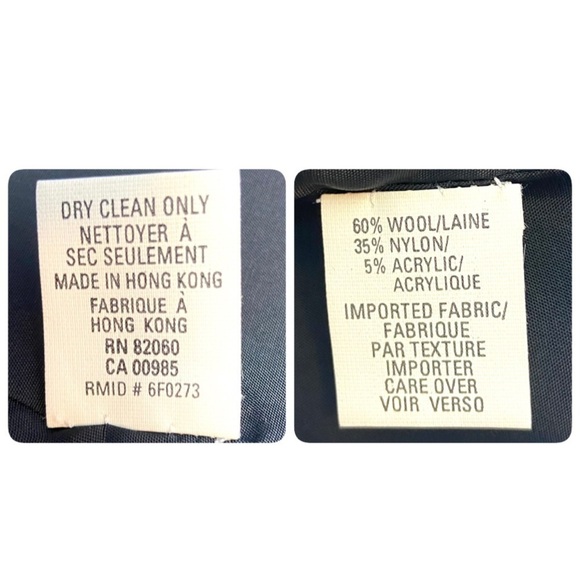 DRY CLEAN ONLY
NETTOYER À
SEC SEULEMENT
MADE IN HONG KONG
FABRIQUE À
HONG KONG
RN 82060
CA 00985
RMID # 6F0273
60% WOOL/LAINE
35% NYLON/
5% ACRYLIC/
ACRYLIQUE
IMPORTED FABRIC/
FABRIQUE
PAR TEXTURE
IMPORTER
CARE OVER
VOIR VERSO